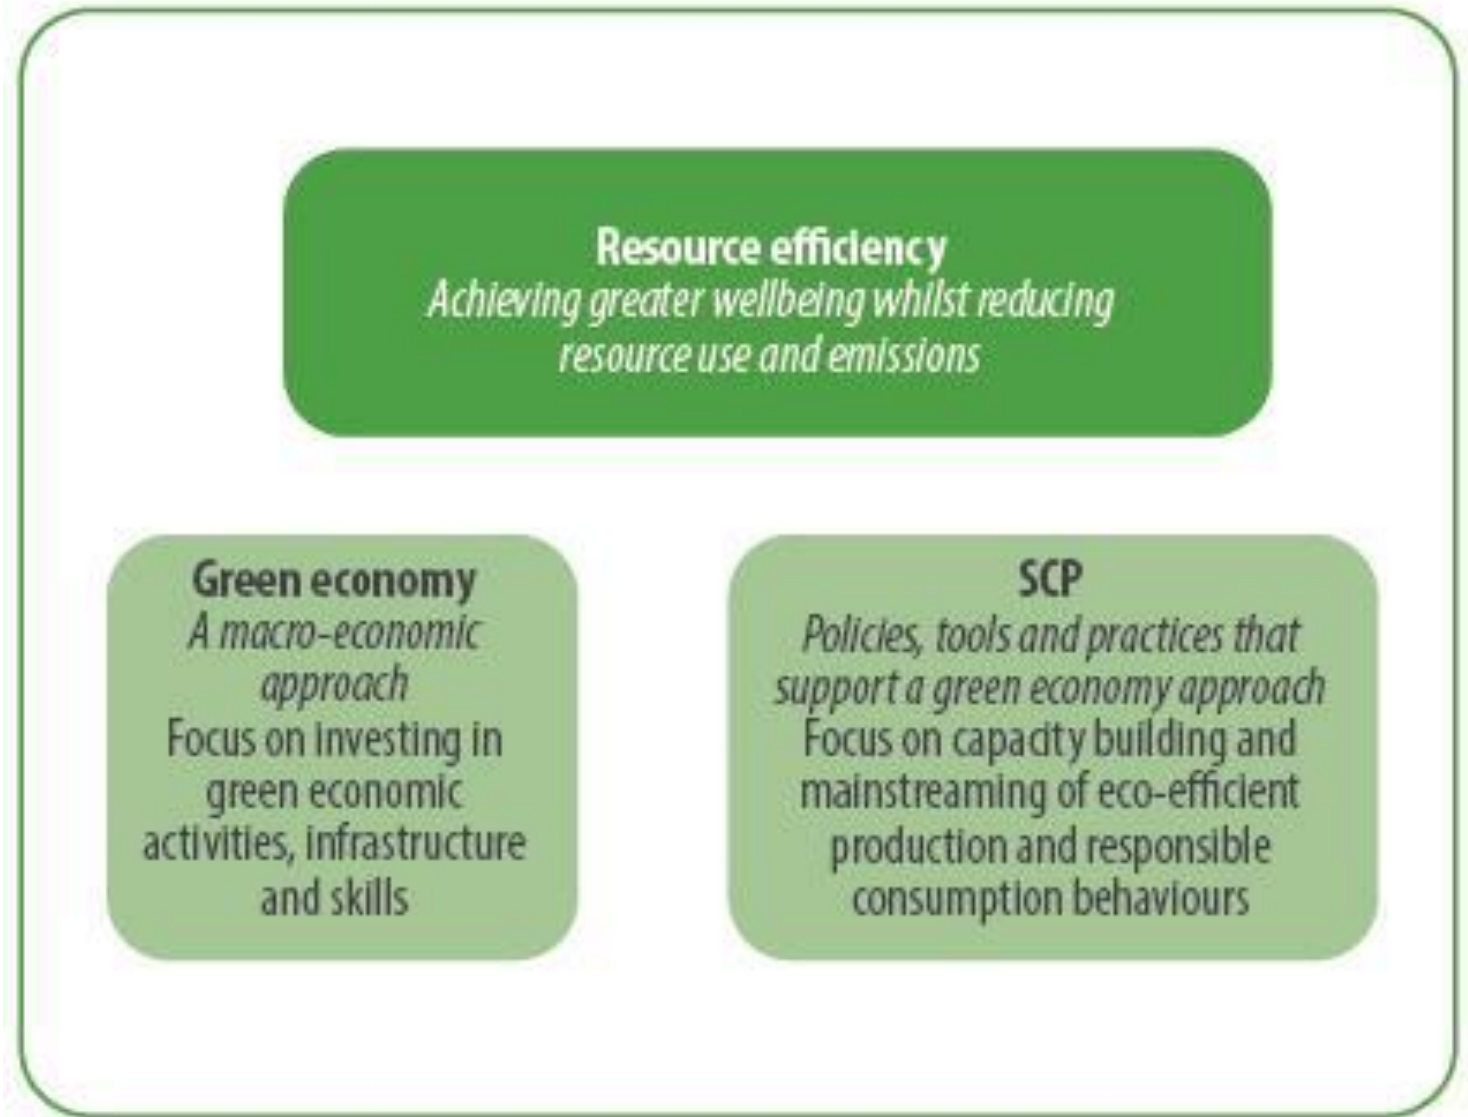 Resource efficiency
Achieving greater wellbeing whilst reducing
resource use and emissions
Green economy
A macro-economic
approach
Focus on investing in
green economic
activities, infrastructure
and skills
SCP
Policies, tools and practices that
support a green economy approach
Focus on capacity building and
mainstreaming of eco-efficient
production and responsible
consumption behaviours